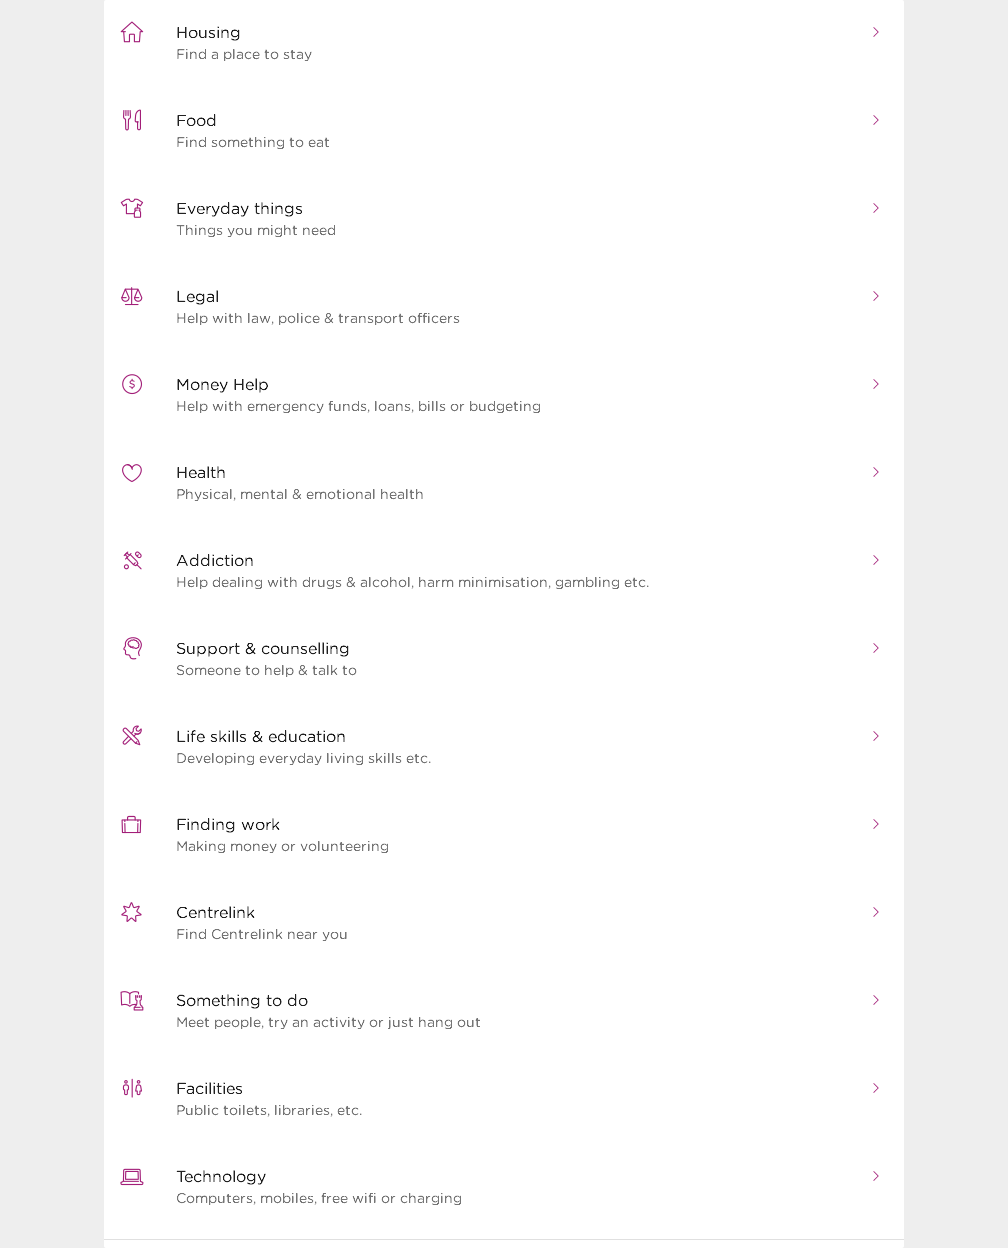 Housing
Find a place to stay
Food
Find something to eat
Everyday things
Things you might need
Legal
Help with law, police & transport officers
Money Help
Help with emergency funds, loans, bills or budgeting
Health
Physical, mental & emotional health
Addiction
Help dealing with drugs & alcohol, harm minimisation, gambling etc.
Support & counselling
Someone to help & talk to
Life skills & education
Developing everyday living skills etc.
Finding work
Making money or volunteering
Centrelink
Find Centrelink near you
Something to do
Meet people, try an activity or just hang out
Facilities
Public toilets, libraries, etc.
Technology
Computers, mobiles, free wifi or charging